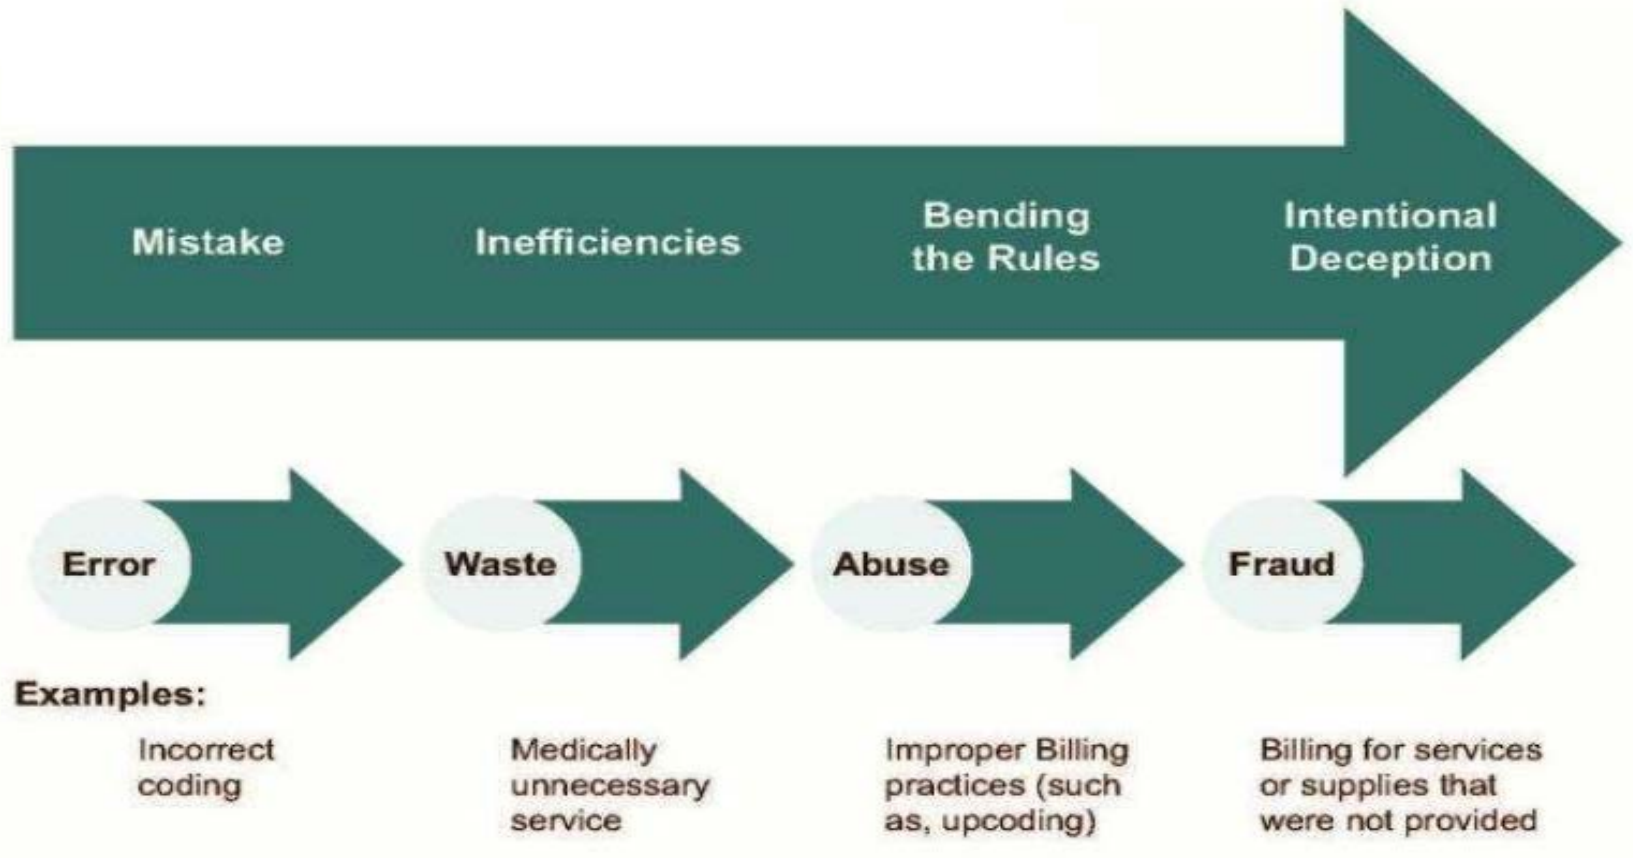 Mistake
Inefficiencies
Bending
the Rules
Intentional
Deception
Error
Waste
Abuse
Fraud
Examples:
Incorrect
coding
Medically
unnecessary
service
Improper Billing
practices (such
as, upcoding)
Billing for services
or supplies that
were not provided